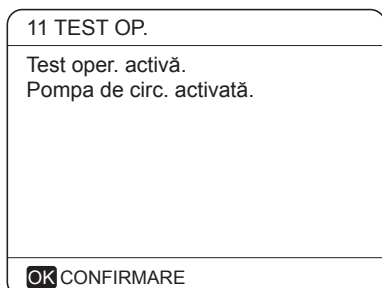 11 TEST OP.
Test oper. activă.
Pompa de circ. activată.
OK CONFIRMARE